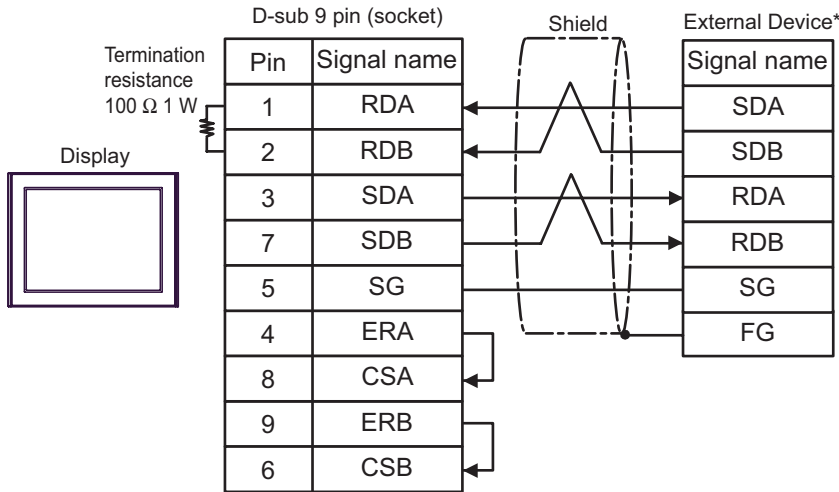 D-sub 9 pin (socket)
Shield
External Device*
Termination
resistance
100 Ω 1 W
Display
Pin Signal name
1 RDA
2 RDB
3 SDA
7 SDB
5 SG
4 ERA
8 CSA
9 ERB
6 CSB
Signal name
SDA
SDB
RDA
RDB
SG
FG